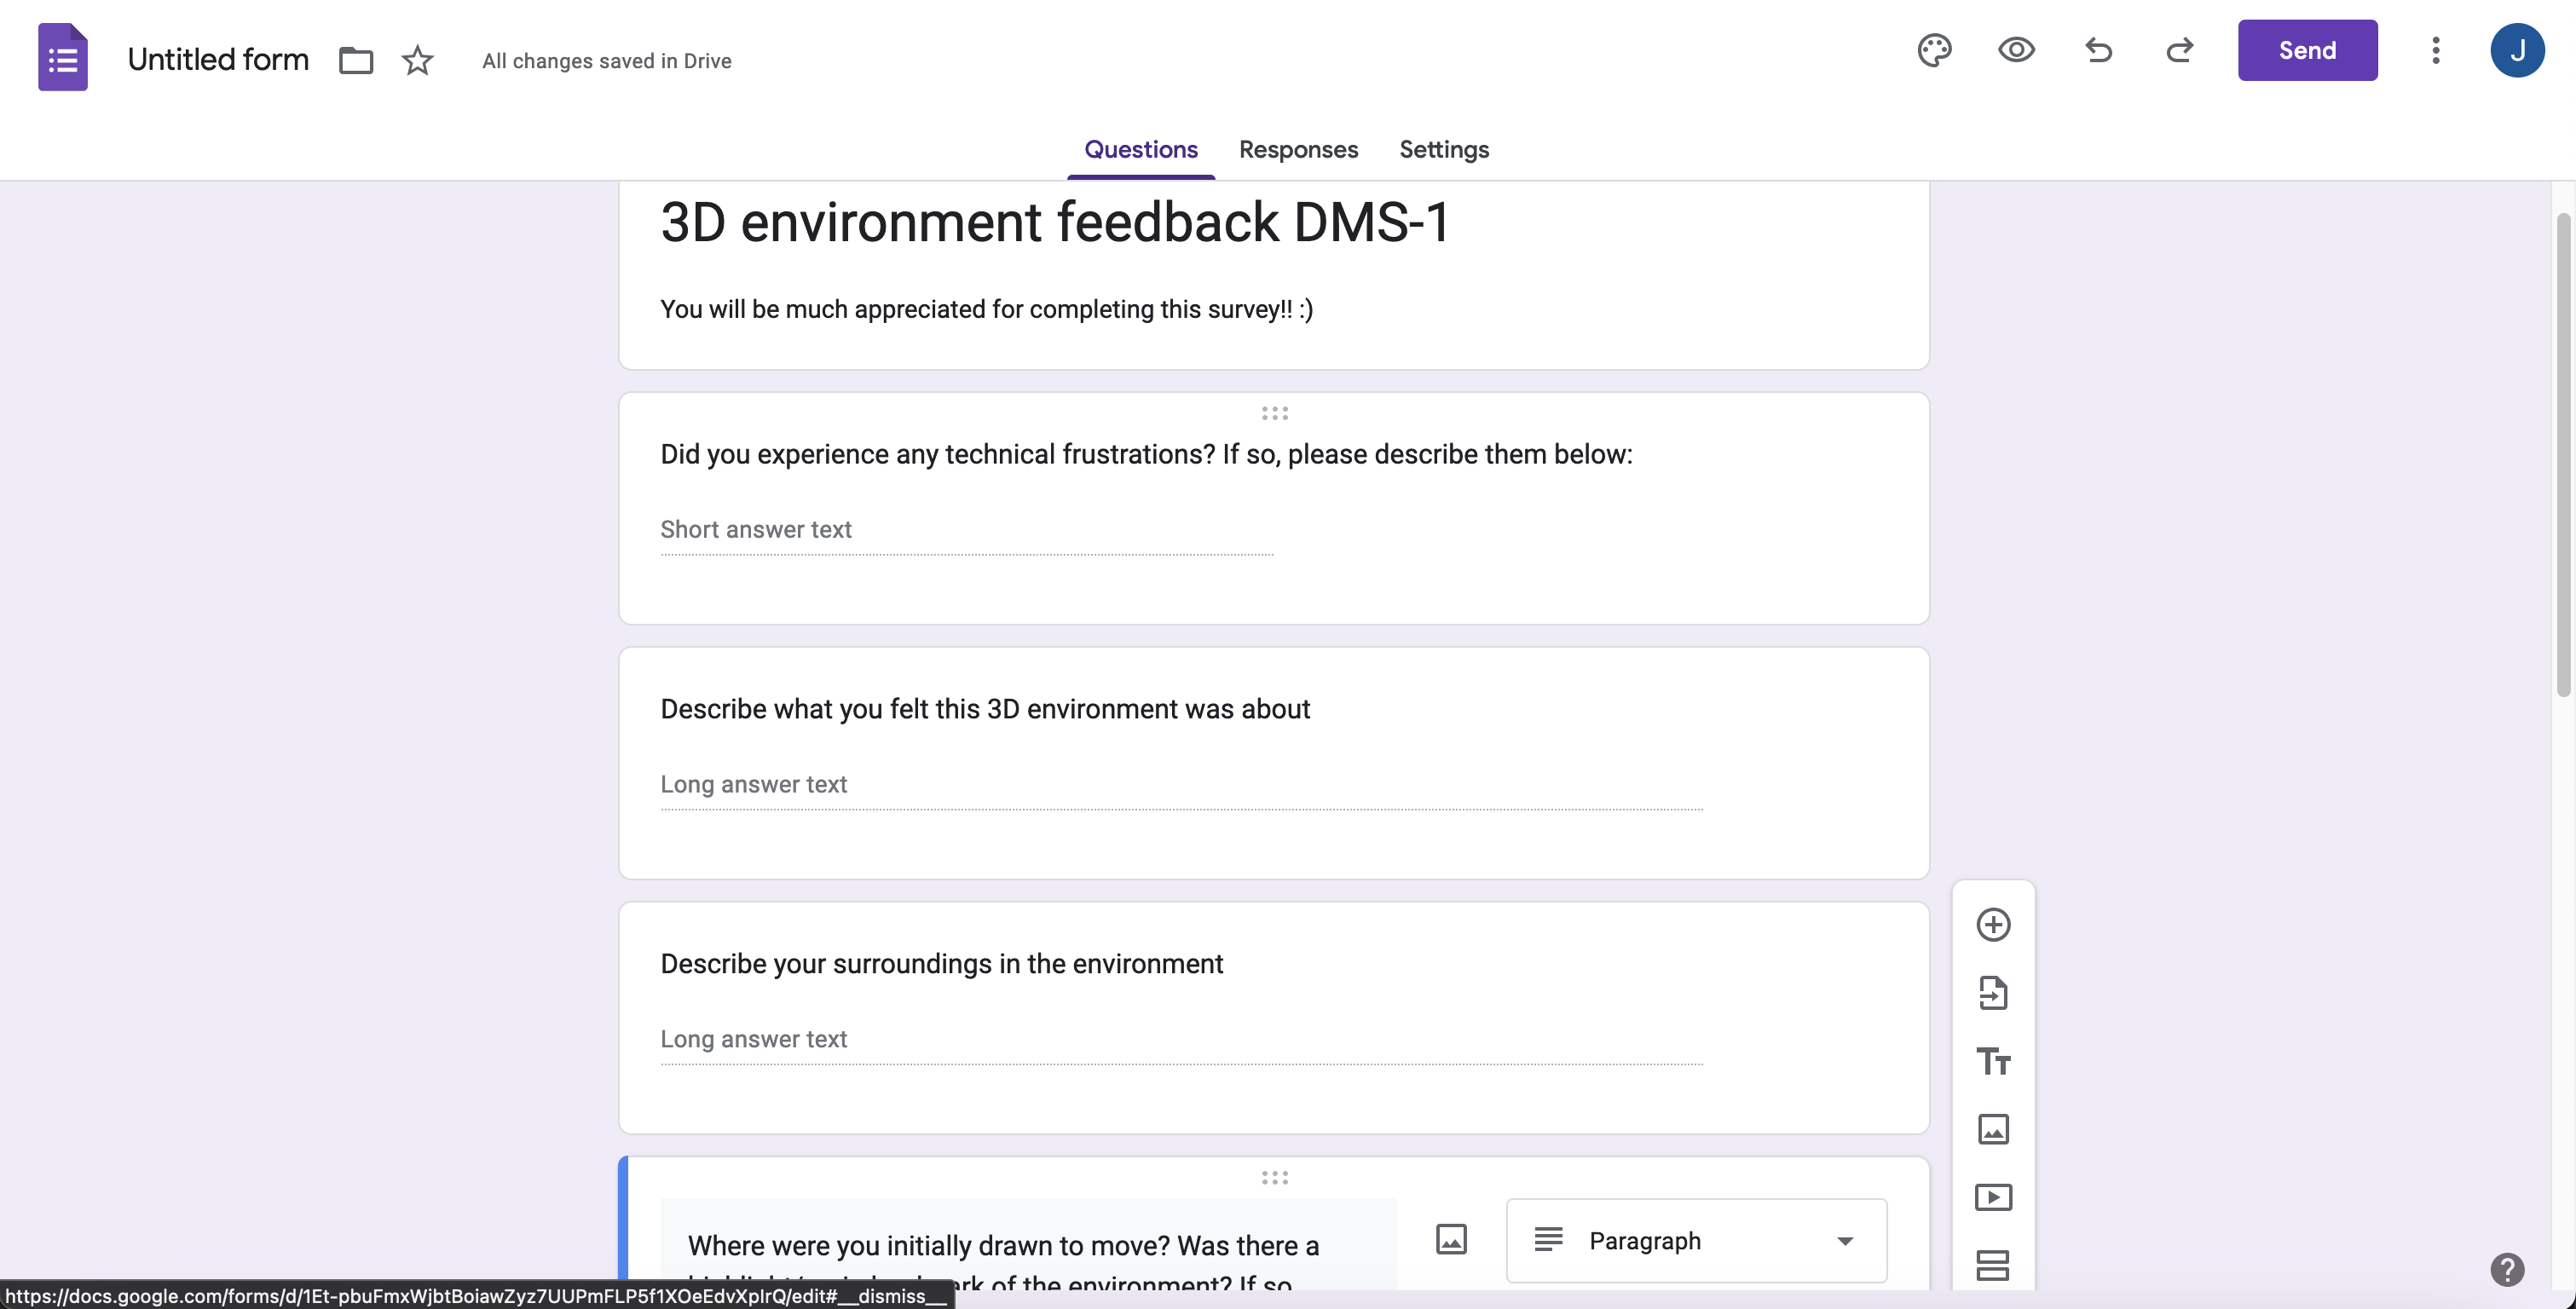 Untitled form
All changes saved in Drive
Send
J
Questions Responses Settings
3D environment feedback DMS-1
You will be much appreciated for completing this survey!! :)
Did you experience any technical frustrations? If so, please describe them below:
Short answer text
Describe what you felt this 3D environment was about
Long answer text
Describe your surroundings in the environment
Long answer text
Where were you initially drawn to move? Was there a
of the environment? If so
Paragraph
https://docs.google.com/forms/d/1Et-pbuFmxWjbtBoiawZyz7UUPmFLP5f1XOeEdvXpIrQ/edit#__dismiss__